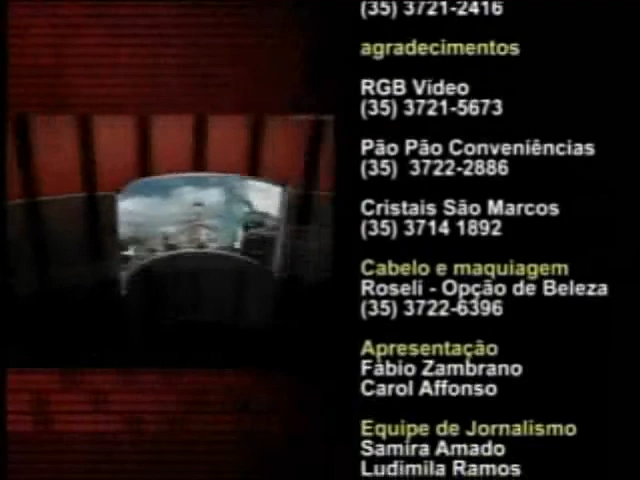 (35) 3721-2416
agradecimentos
RGB Vídeo
(35) 3721-5673
Pão Pão Conveniências
(35) 3722-2886
Cristais São Marcos
(35) 3714 1892
Cabelo e maquiagem
Roseli - Opção de Beleza
(35) 3722-6396
Apresentação
Fábio Zambrano
Carol Affonso
Equipe de Jornalismo
Samira Amado
Ludimila Ramos